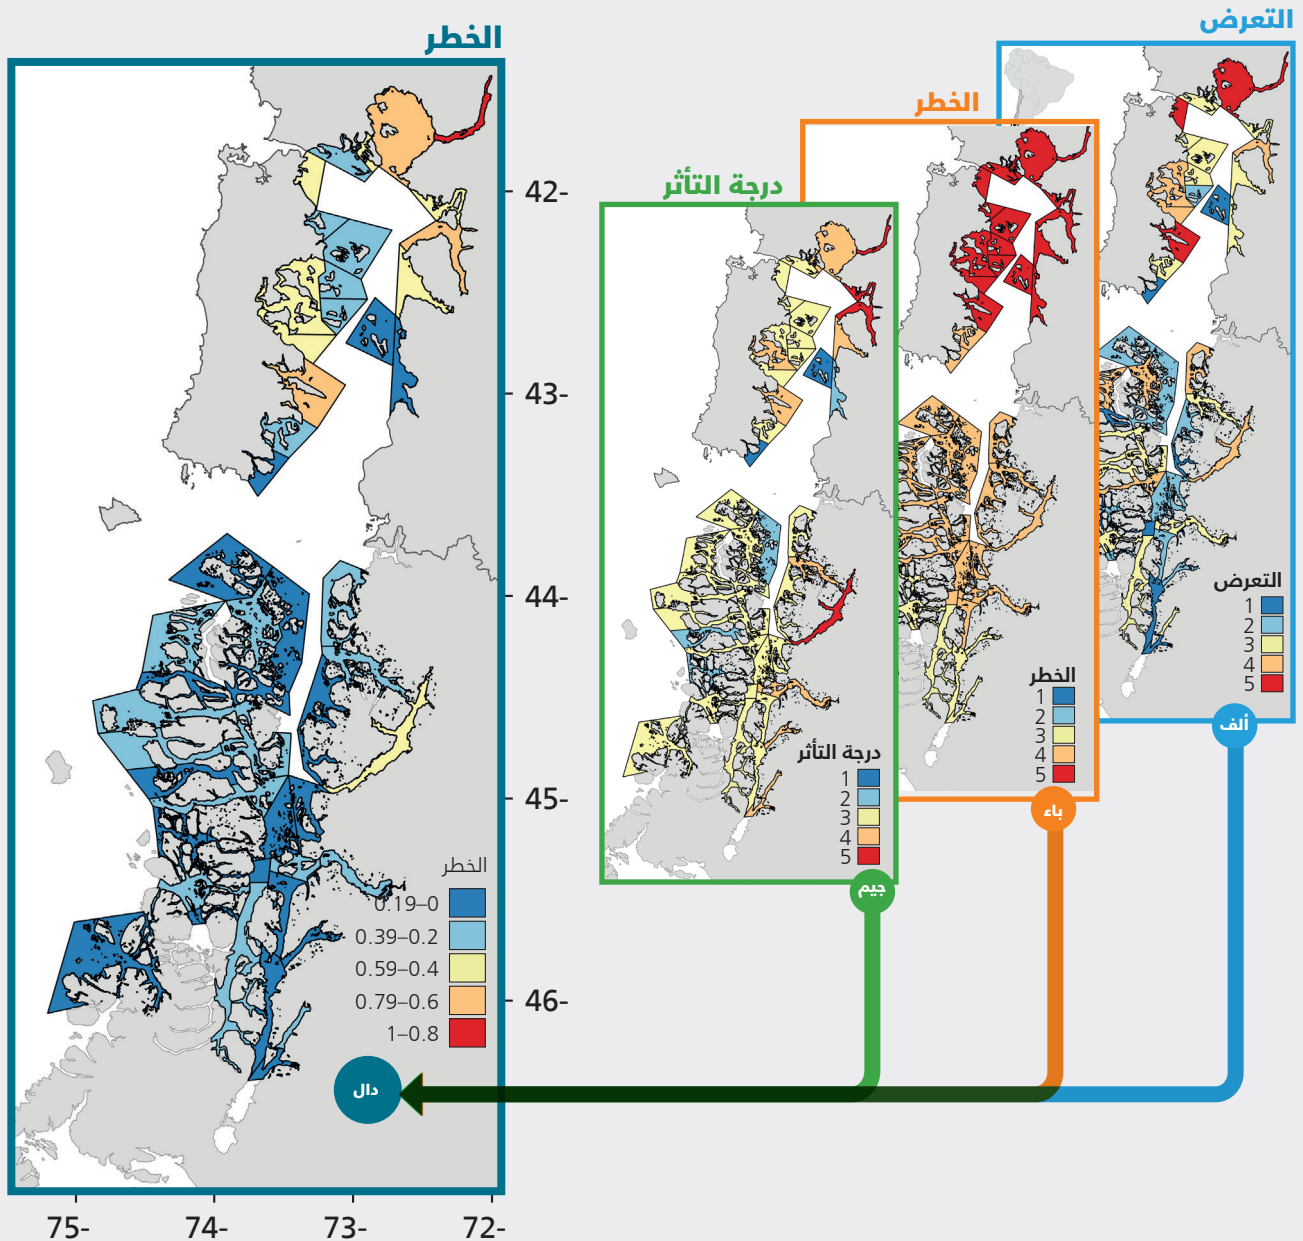 التعرض
الخطر
الخطر
درجة التأثر
42-
43-
44-
45-
46-
التعرض
1
2
3
4
5
ألف
الخطر
1
2
3
4
5
باء
درجة التأثر
1
2
3
4
5
جيم
الخطر
0.19–0
0.39–0.2
0.59–0.4
0.79–0.6
1–0.8
دال
75-
74-
73-
72-